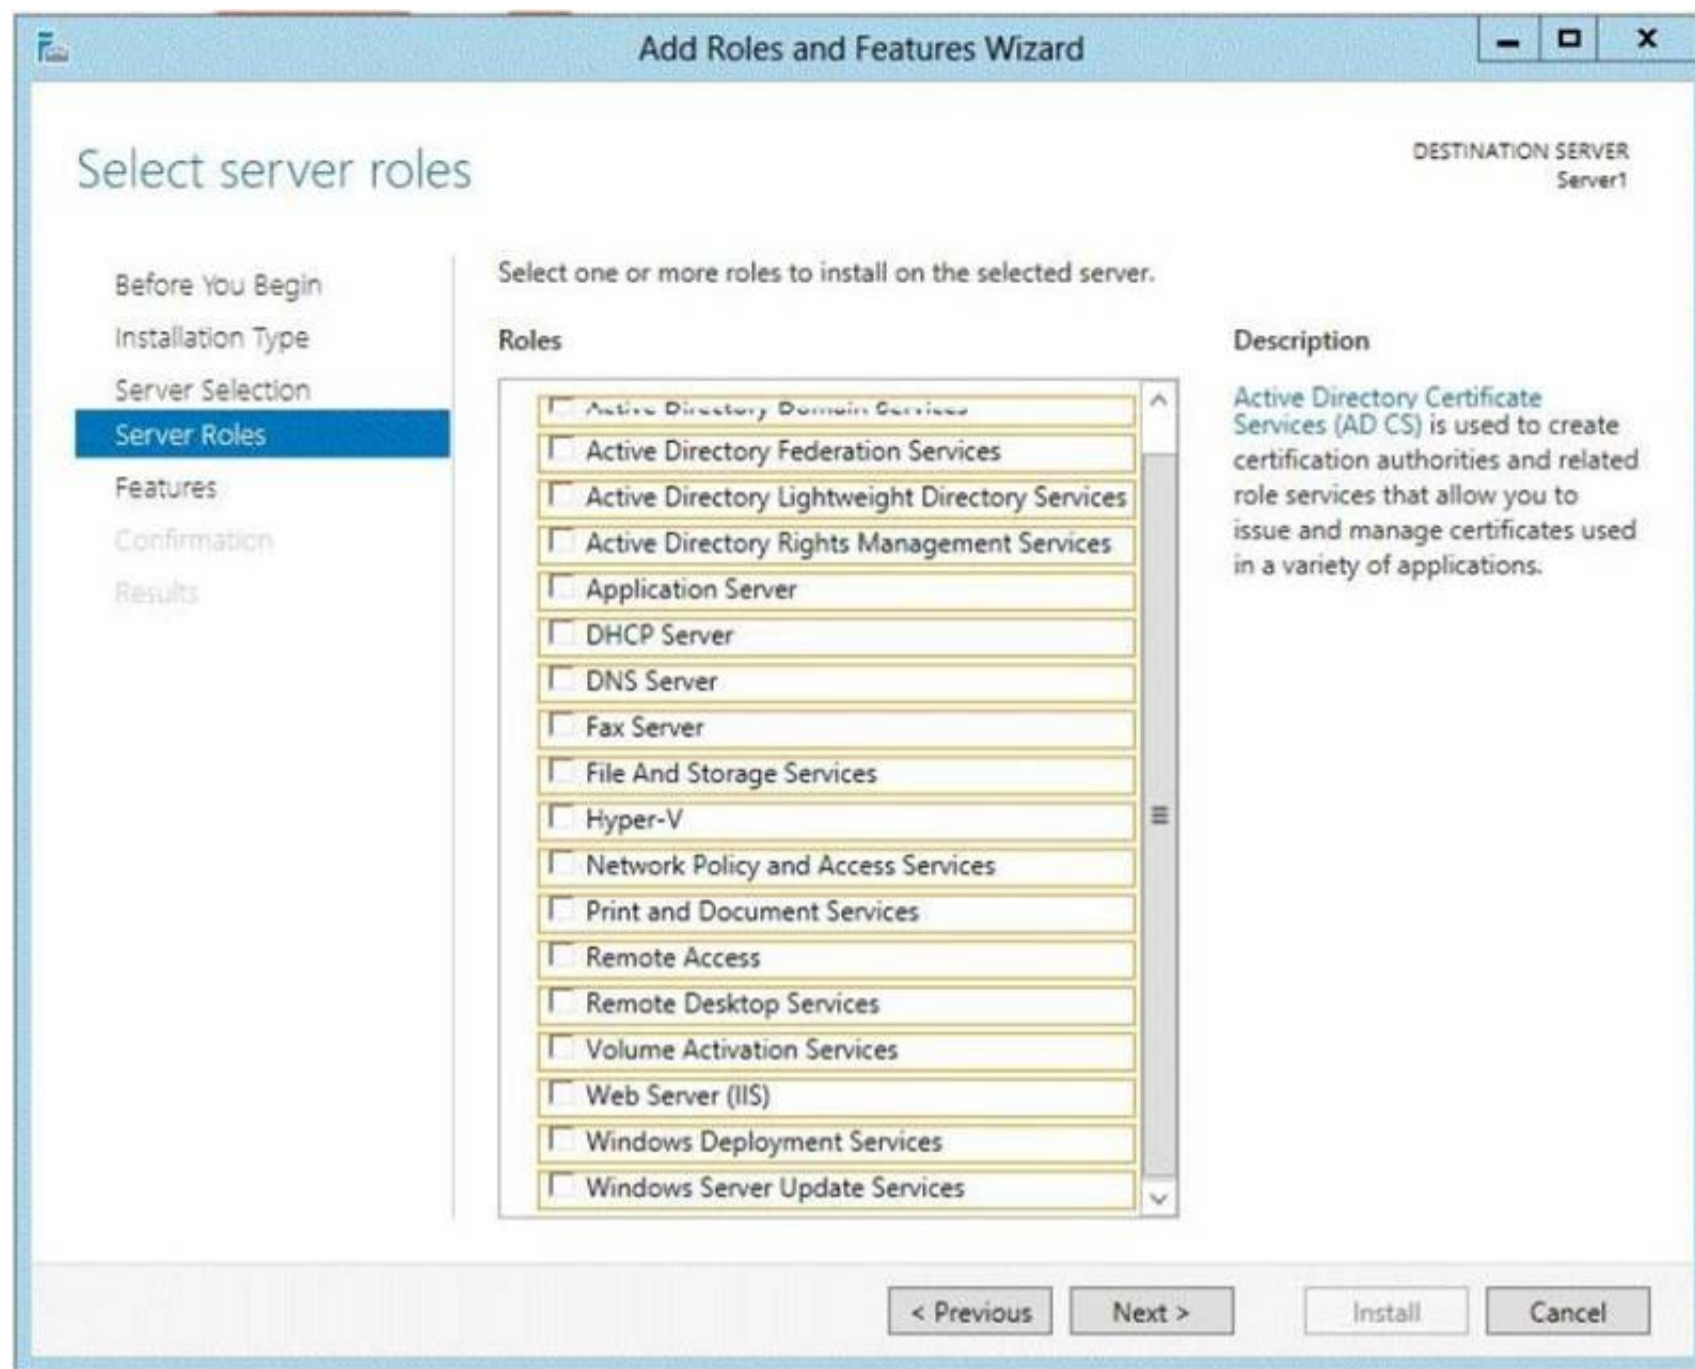 Add Roles and Features Wizard
Select server roles
DESTINATION SERVER
Server1
Before You Begin
Installation Type
Server Selection
Server Roles
Features
Confirmation
Results
Select one or more roles to install on the selected server.
Roles
Active Directory Domain Services
Active Directory Federation Services
Active Directory Lightweight Directory Services
Active Directory Rights Management Services
Application Server
DHCP Server
DNS Server
Fax Server
File And Storage Services
Hyper-V
Network Policy and Access Services
Print and Document Services
Remote Access
Remote Desktop Services
Volume Activation Services
Web Server (IIS)
Windows Deployment Services
Windows Server Update Services
Description
Active Directory Certificate
Services (AD CS) is used to create
certification authorities and related
role services that allow you to
issue and manage certificates used
in a variety of applications.
< Previous
Next >
Install
Cancel